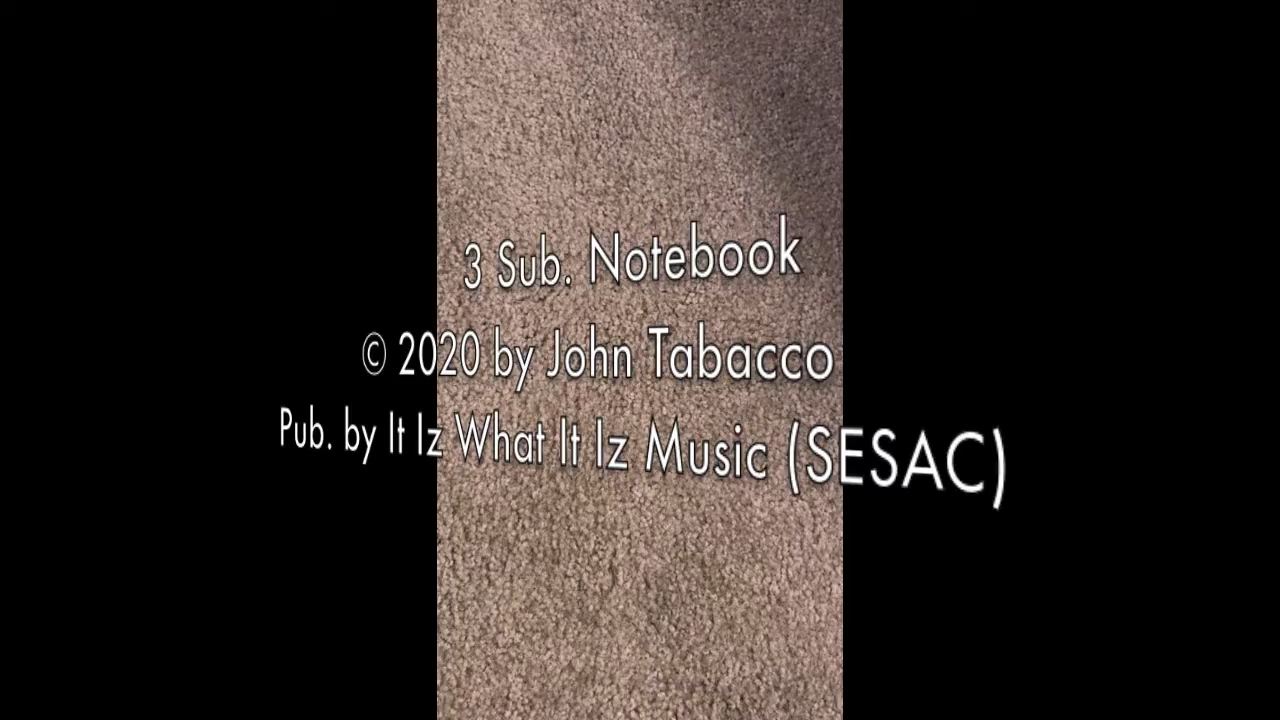 3 Sub. Notebook
© 2020 by John Tabacco
Pub. by It Iz What It Iz Music (SESAC)